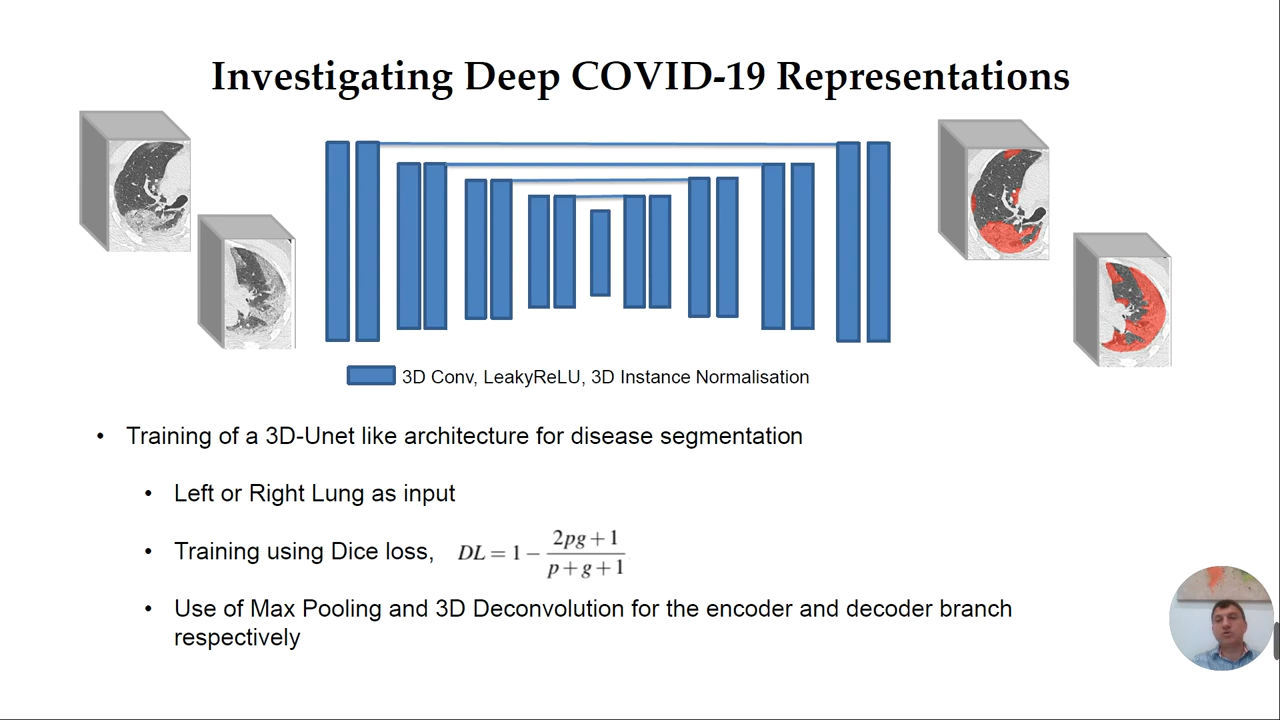 Investigating Deep COVID-19 Representations
3D Conv, LeakyReLU, 3D Instance Normalisation
• Training of a 3D-Unet like architecture for disease segmentation
• Left or Right Lung as input
• Training using Dice loss, DL = 1 − (2pg + 1) / (p + g + 1)
• Use of Max Pooling and 3D Deconvolution for the encoder and decoder branch
respectively